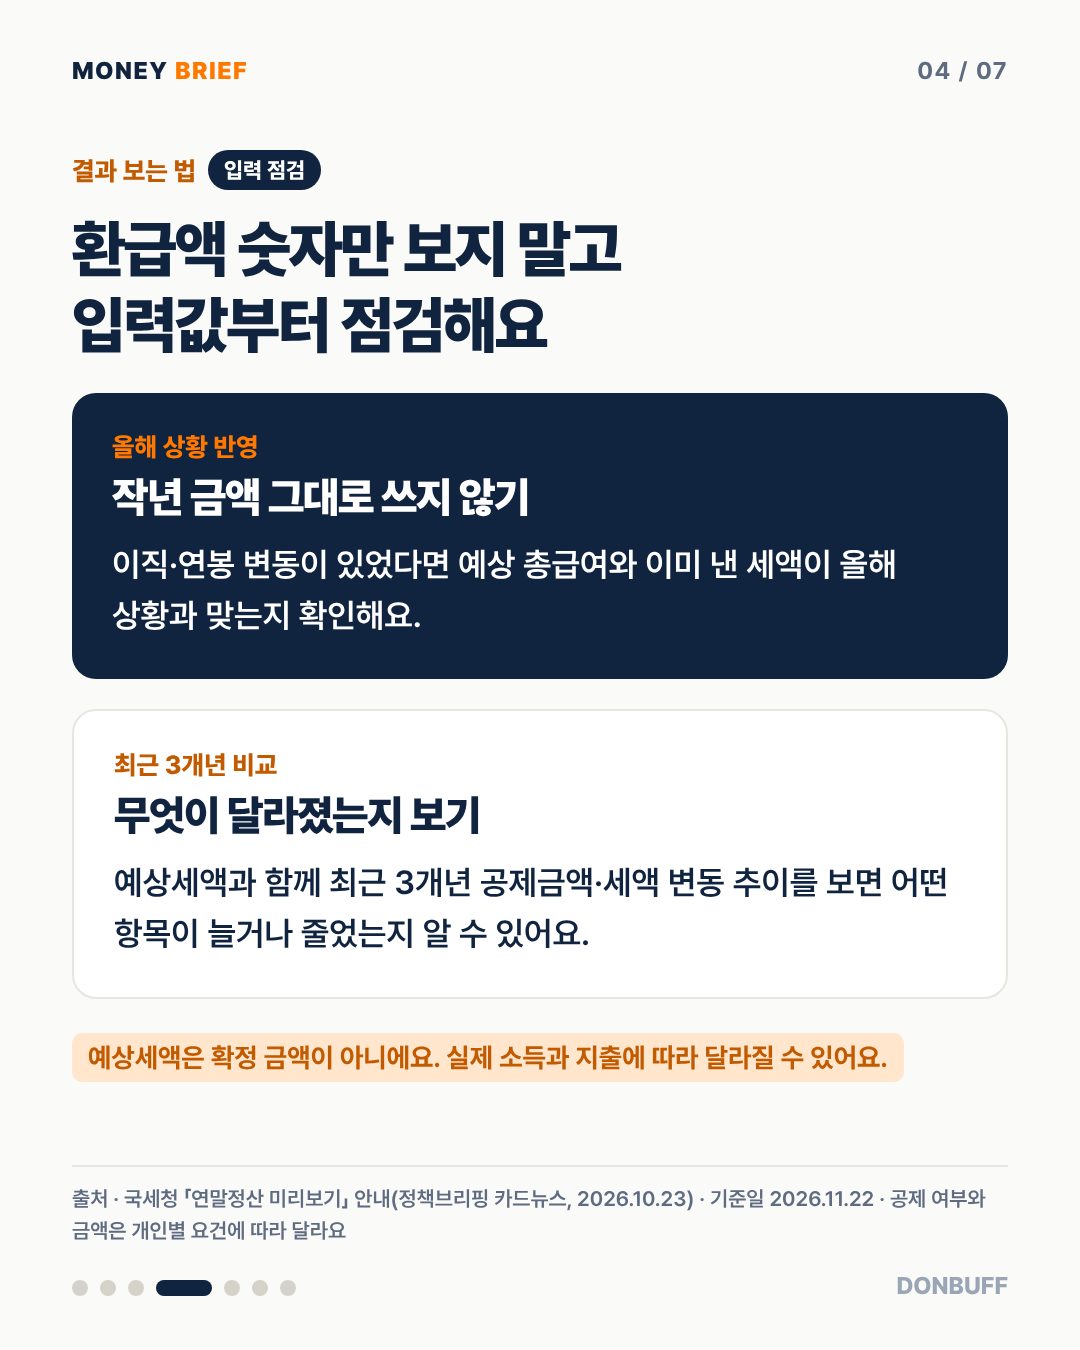 MONEY BRIEF
04 / 07
결과 보는 법
입력 점검
환급액 숫자만 보지 말고
입력값부터 점검해요
올해 상황 반영
작년 금액 그대로 쓰지 않기
이직·연봉 변동이 있었다면 예상 총급여와 이미 낸 세액이 올해
상황과 맞는지 확인해요.
최근 3개년 비교
무엇이 달라졌는지 보기
예상세액과 함께 최근 3개년 공제금액·세액 변동 추이를 보면 어떤
항목이 늘거나 줄었는지 알 수 있어요.
예상세액은 확정 금액이 아니에요. 실제 소득과 지출에 따라 달라질 수 있어요.
출처 · 국세청 「연말정산 미리보기」 안내(정책브리핑 카드뉴스, 2026.10.23) · 기준일 2026.11.22 · 공제 여부와
금액은 개인별 요건에 따라 달라요
DONBUFF